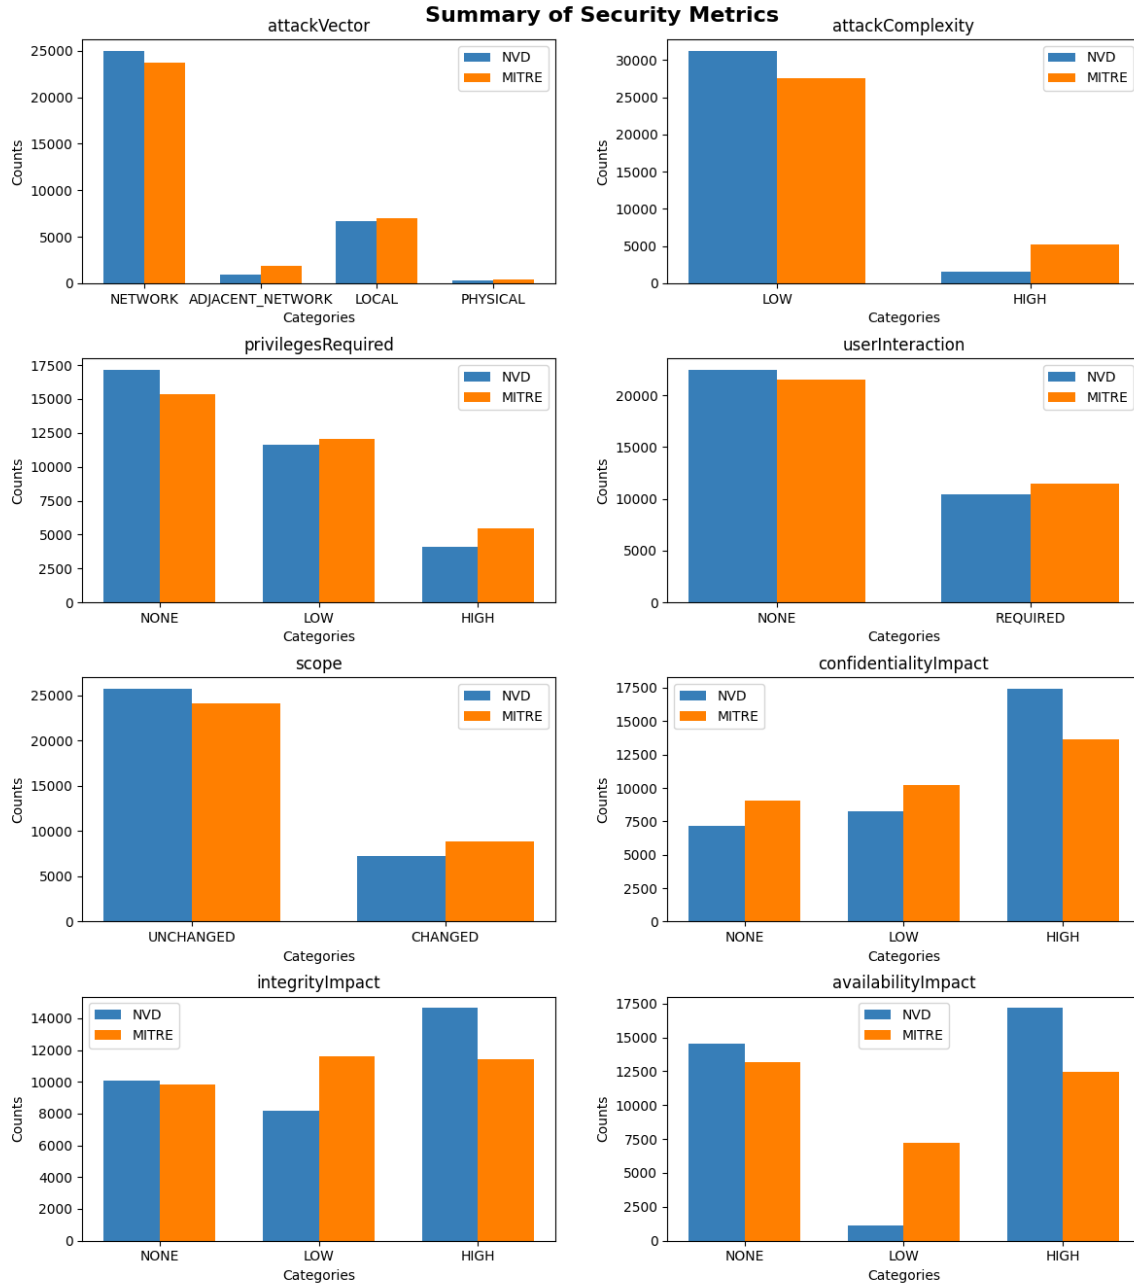 Summary of Security Metrics
attackVector
25000
20000
15000
10000
5000
0
Counts
NVD
MITRE
NETWORK ADJACENT_NETWORK LOCAL PHYSICAL
Categories
attackComplexity
30000
25000
20000
15000
10000
5000
0
Counts
NVD
MITRE
LOW HIGH
Categories
privilegesRequired
17500
15000
12500
10000
7500
5000
2500
0
Counts
NVD
MITRE
NONE LOW HIGH
Categories
userInteraction
20000
15000
10000
5000
0
Counts
NVD
MITRE
NONE REQUIRED
Categories
scope
25000
20000
15000
10000
5000
0
Counts
NVD
MITRE
UNCHANGED CHANGED
Categories
confidentialityImpact
17500
15000
12500
10000
7500
5000
2500
0
Counts
NVD
MITRE
NONE LOW HIGH
Categories
integrityImpact
14000
12000
10000
8000
6000
4000
2000
0
Counts
NVD
MITRE
NONE LOW HIGH
Categories
availabilityImpact
17500
15000
12500
10000
7500
5000
2500
0
Counts
NVD
MITRE
NONE LOW HIGH
Categories